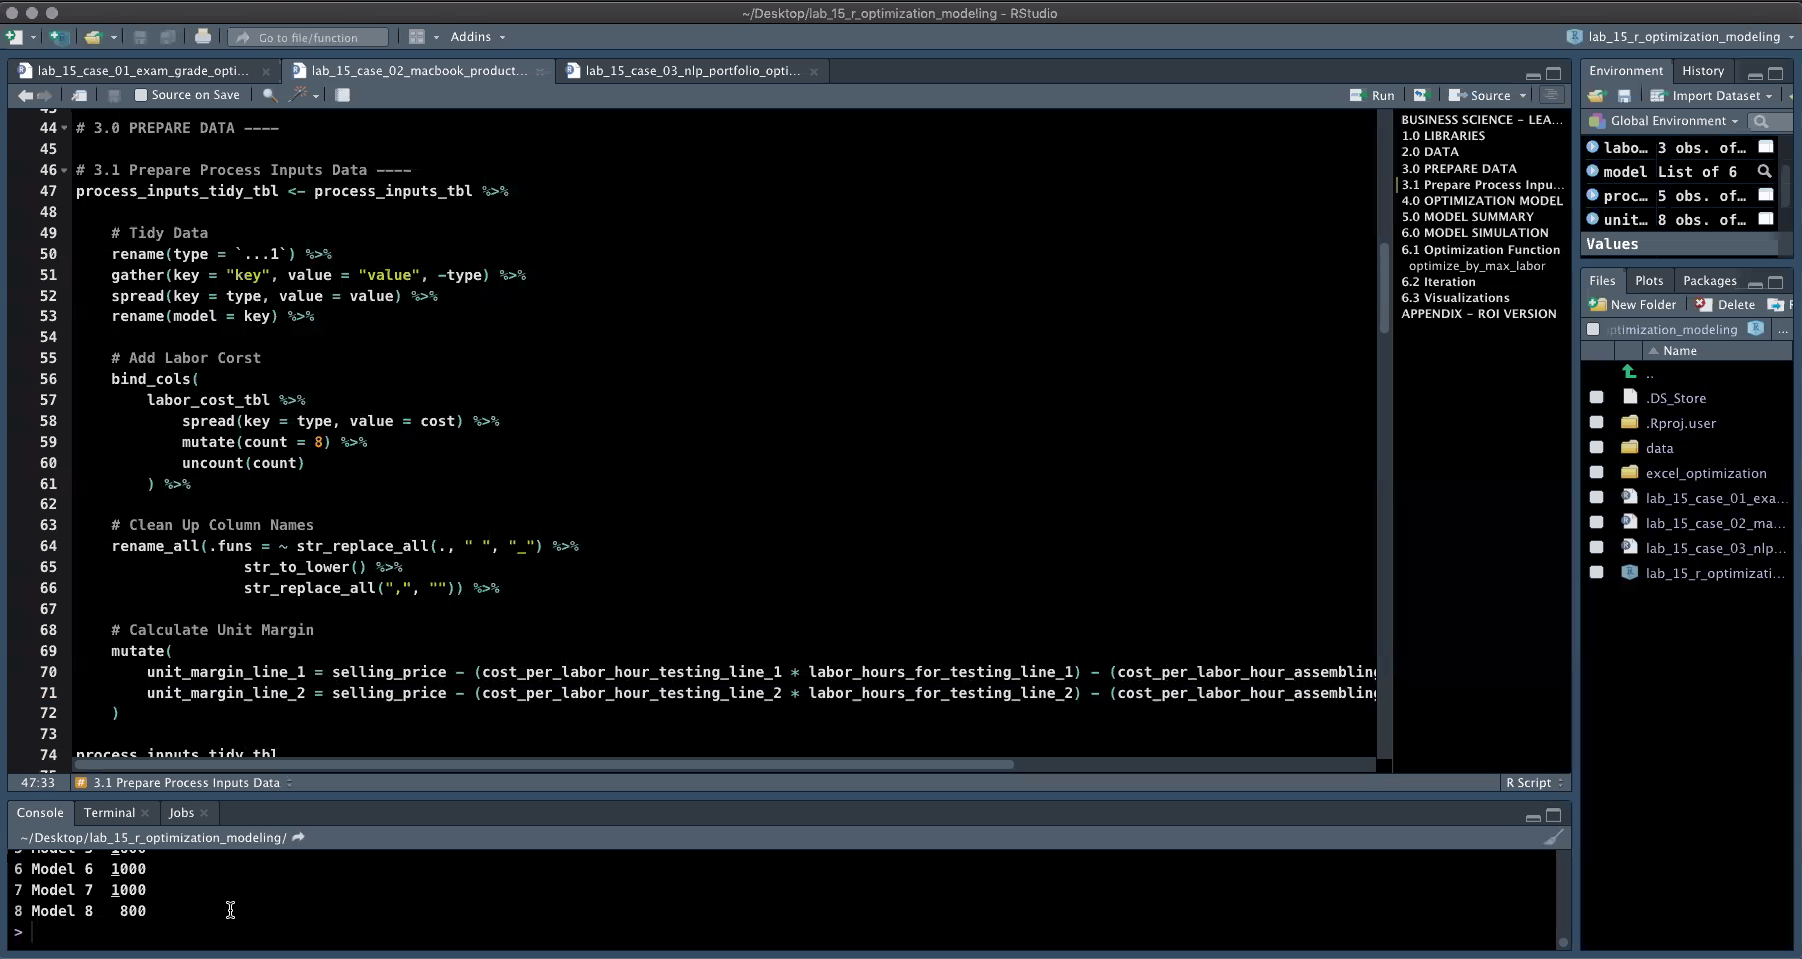 ~/Desktop/lab_15_r_optimization_modeling - RStudio
Go to file/function
Addins
lab_15_r_optimization_modeling
lab_15_case_01_exam_grade_opti...
lab_15_case_02_macbook_product...
lab_15_case_03_nlp_portfolio_opti...
Source on Save
Run
Source
44 # 3.0 PREPARE DATA ----
45
46 # 3.1 Prepare Process Inputs Data ----
47 process_inputs_tidy_tbl <- process_inputs_tbl %>%
48
49 # Tidy Data
50 rename(type = `...1`) %>%
51 gather(key = "key", value = "value", -type) %>%
52 spread(key = type, value = value) %>%
53 rename(model = key) %>%
54
55 # Add Labor Corst
56 bind_cols(
57 labor_cost_tbl %>%
58 spread(key = type, value = cost) %>%
59 mutate(count = 8) %>%
60 uncount(count)
61 ) %>%
62
63 # Clean Up Column Names
64 rename_all(.funs = ~ str_replace_all(., " ", "_") %>%
65 str_to_lower() %>%
66 str_replace_all(",", "")) %>%
67
68 # Calculate Unit Margin
69 mutate(
70 unit_margin_line_1 = selling_price - (cost_per_labor_hour_testing_line_1 * labor_hours_for_testing_line_1) - (cost_per_labor_hour_assembling
71 unit_margin_line_2 = selling_price - (cost_per_labor_hour_testing_line_2 * labor_hours_for_testing_line_2) - (cost_per_labor_hour_assembling
72 )
73
74 process_inputs_tidy_tbl
BUSINESS SCIENCE - LEA...
1.0 LIBRARIES
2.0 DATA
3.0 PREPARE DATA
3.1 Prepare Process Inpu...
4.0 OPTIMIZATION MODEL
5.0 MODEL SUMMARY
6.0 MODEL SIMULATION
6.1 Optimization Function
optimize_by_max_labor
6.2 Iteration
6.3 Visualizations
APPENDIX - ROI VERSION
47:33
# 3.1 Prepare Process Inputs Data
R Script
Console
Terminal
Jobs
~/Desktop/lab_15_r_optimization_modeling/
6 Model 6 1000
7 Model 7 1000
8 Model 8 800
>
Environment
History
Import Dataset
Global Environment
labo... 3 obs. of...
model List of 6
proc... 5 obs. of...
unit... 8 obs. of...
Values
Files
Plots
Packages
New Folder
Delete
ptimization_modeling
...
Name
..
.DS_Store
.Rproj.user
data
excel_optimization
lab_15_case_01_exa...
lab_15_case_02_ma...
lab_15_case_03_nlp...
lab_15_r_optimizati...